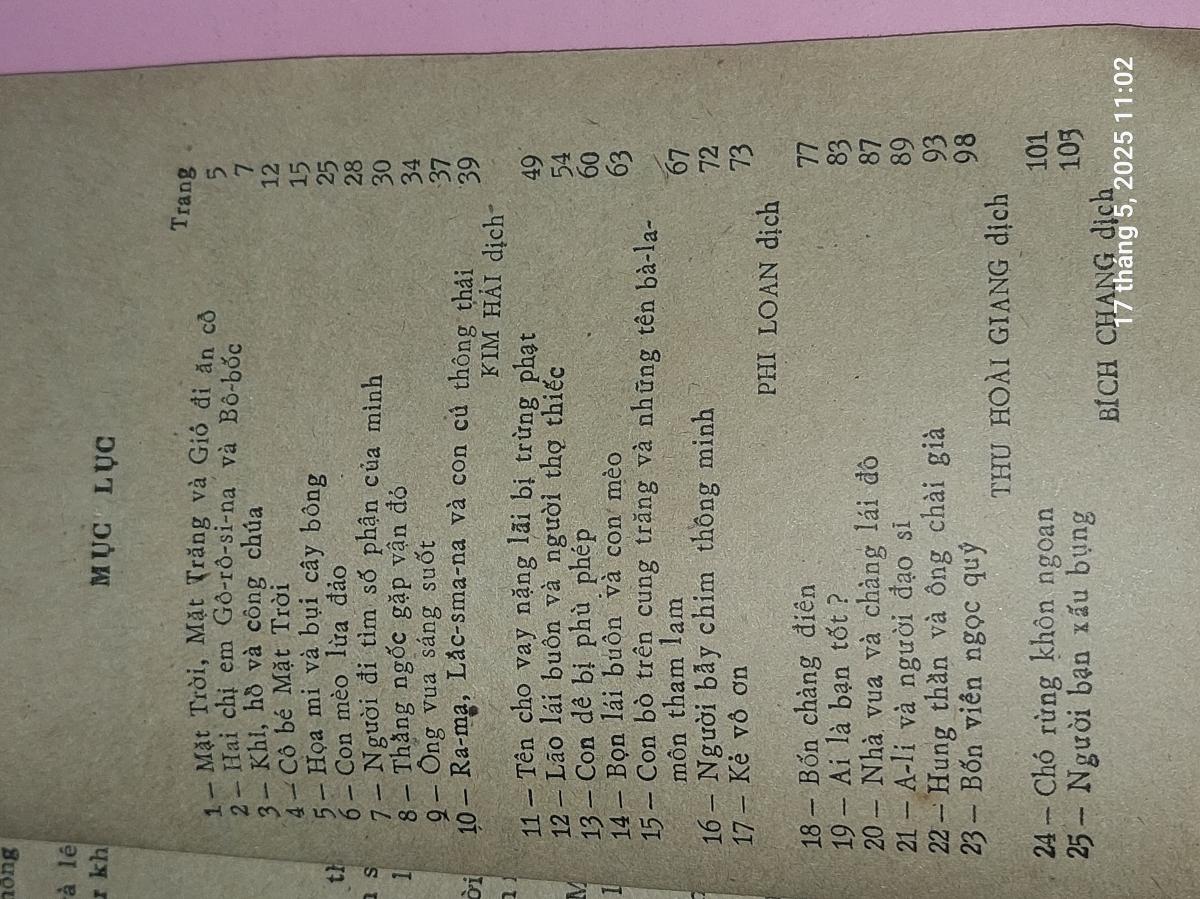 MỤC LỤC
Trang
1 — Mặt Trời, Mặt Trăng và Gió đi ăn cỗ 5
2 — Hai chị em Gô-rô-si-na và Bô-bốc 7
3 — Khỉ, hổ và công chúa 12
4 — Cô bé Mặt Trời 15
5 — Họa mi và bụi cây bông 25
6 — Con mèo lừa đảo 28
7 — Người đi tìm số phận của mình 30
8 — Thằng ngốc gặp vận đỏ 34
9 — Ông vua sáng suốt 37
10 — Ra-ma, Lắc-sma-na và con cú thông thái 39
KIM HẢI dịch
11 — Tên cho vay nặng lãi bị trừng phạt 49
12 — Lão lái buôn và người thợ thiếc 54
13 — Con dê bị phù phép 60
14 — Bọn lái buôn và con mèo 63
15 — Con bò trên cung trăng và những tên bà-la-
môn tham lam 67
16 — Người bẫy chim thông minh 72
17 — Kẻ vô ơn 73
PHI LOAN dịch
18 — Bốn chàng điên 77
19 — Ai là bạn tốt ? 83
20 — Nhà vua và chàng lái đò 87
21 — A-li và người đạo sĩ 89
22 — Hung thần và ông chài già 93
23 — Bốn viên ngọc quý 98
THU HOÀI GIANG dịch
24 — Chó rừng khôn ngoan 101
25 — Người bạn xấu bụng 105
BÍCH CHANG dịch
17 tháng 5, 2025 11:02